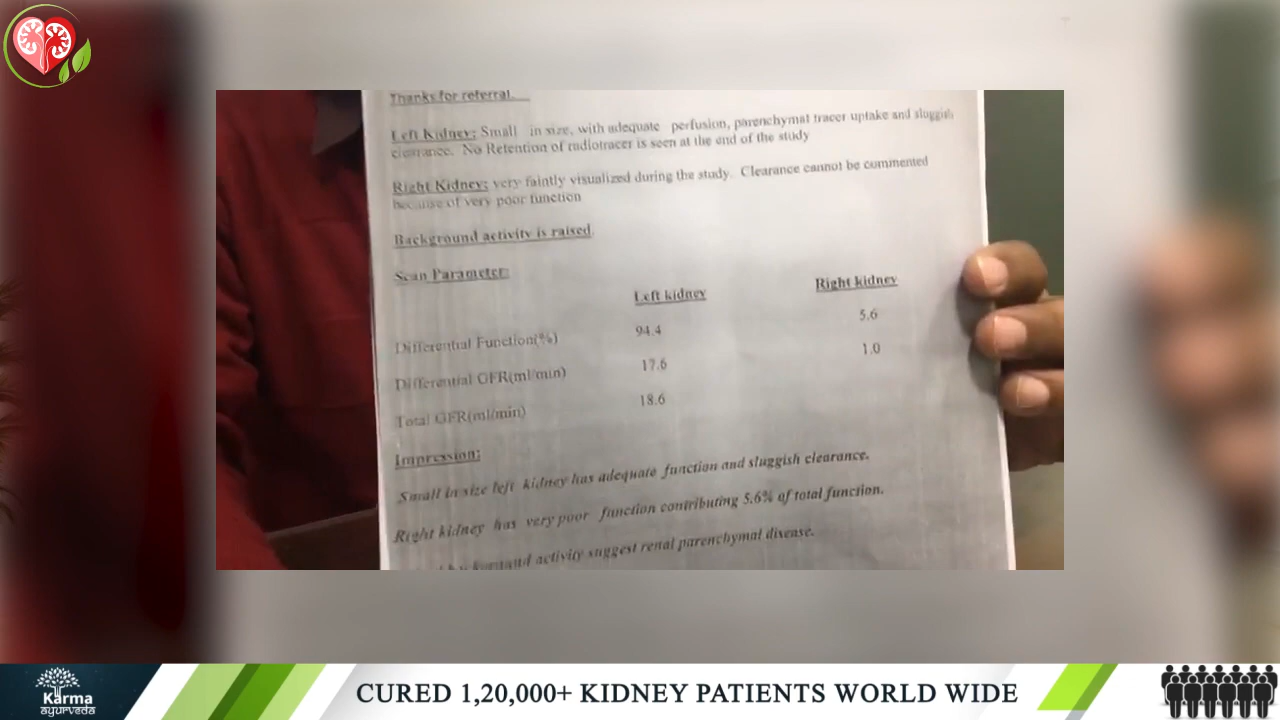 Thanks for referral.
Left Kidney: Small in size, with adequate perfusion, parenchymal tracer uptake and sluggish
clearance. No Retention of radiotracer is seen at the end of the study
Right Kidney: very faintly visualized during the study. Clearance cannot be commented
because of very poor function
Background activity is raised
Scan Parameter:
Left kidney Right kidney
Differential Function(%) 94.4 5.6
Differential GFR(ml/min) 17.6 1.0
Total GFR(ml/min) 18.6
Impression:
Small in size left kidney has adequate function and sluggish clearance.
Right kidney has very poor function contributing 5.6% of total function.
activity suggest renal parenchymal disease.
Karma
ayurveda
CURED 1,20,000+ KIDNEY PATIENTS WORLD WIDE